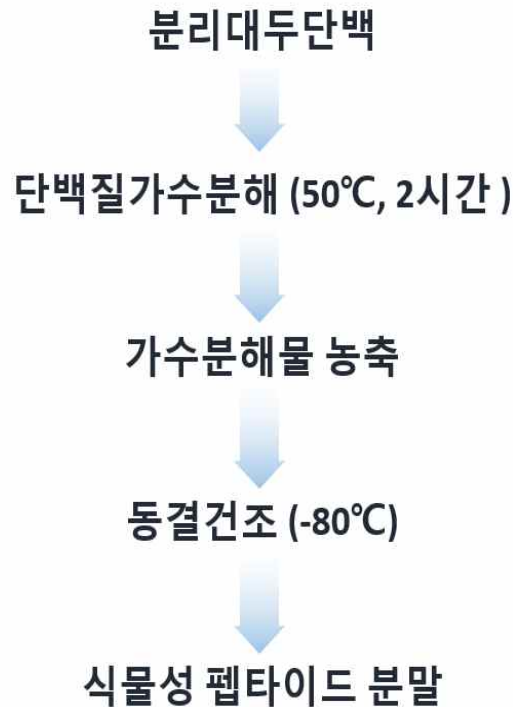 분리대두단백
단백질가수분해 (50℃, 2시간 )
가수분해물 농축
동결건조 (-80℃)
식물성 펩타이드 분말